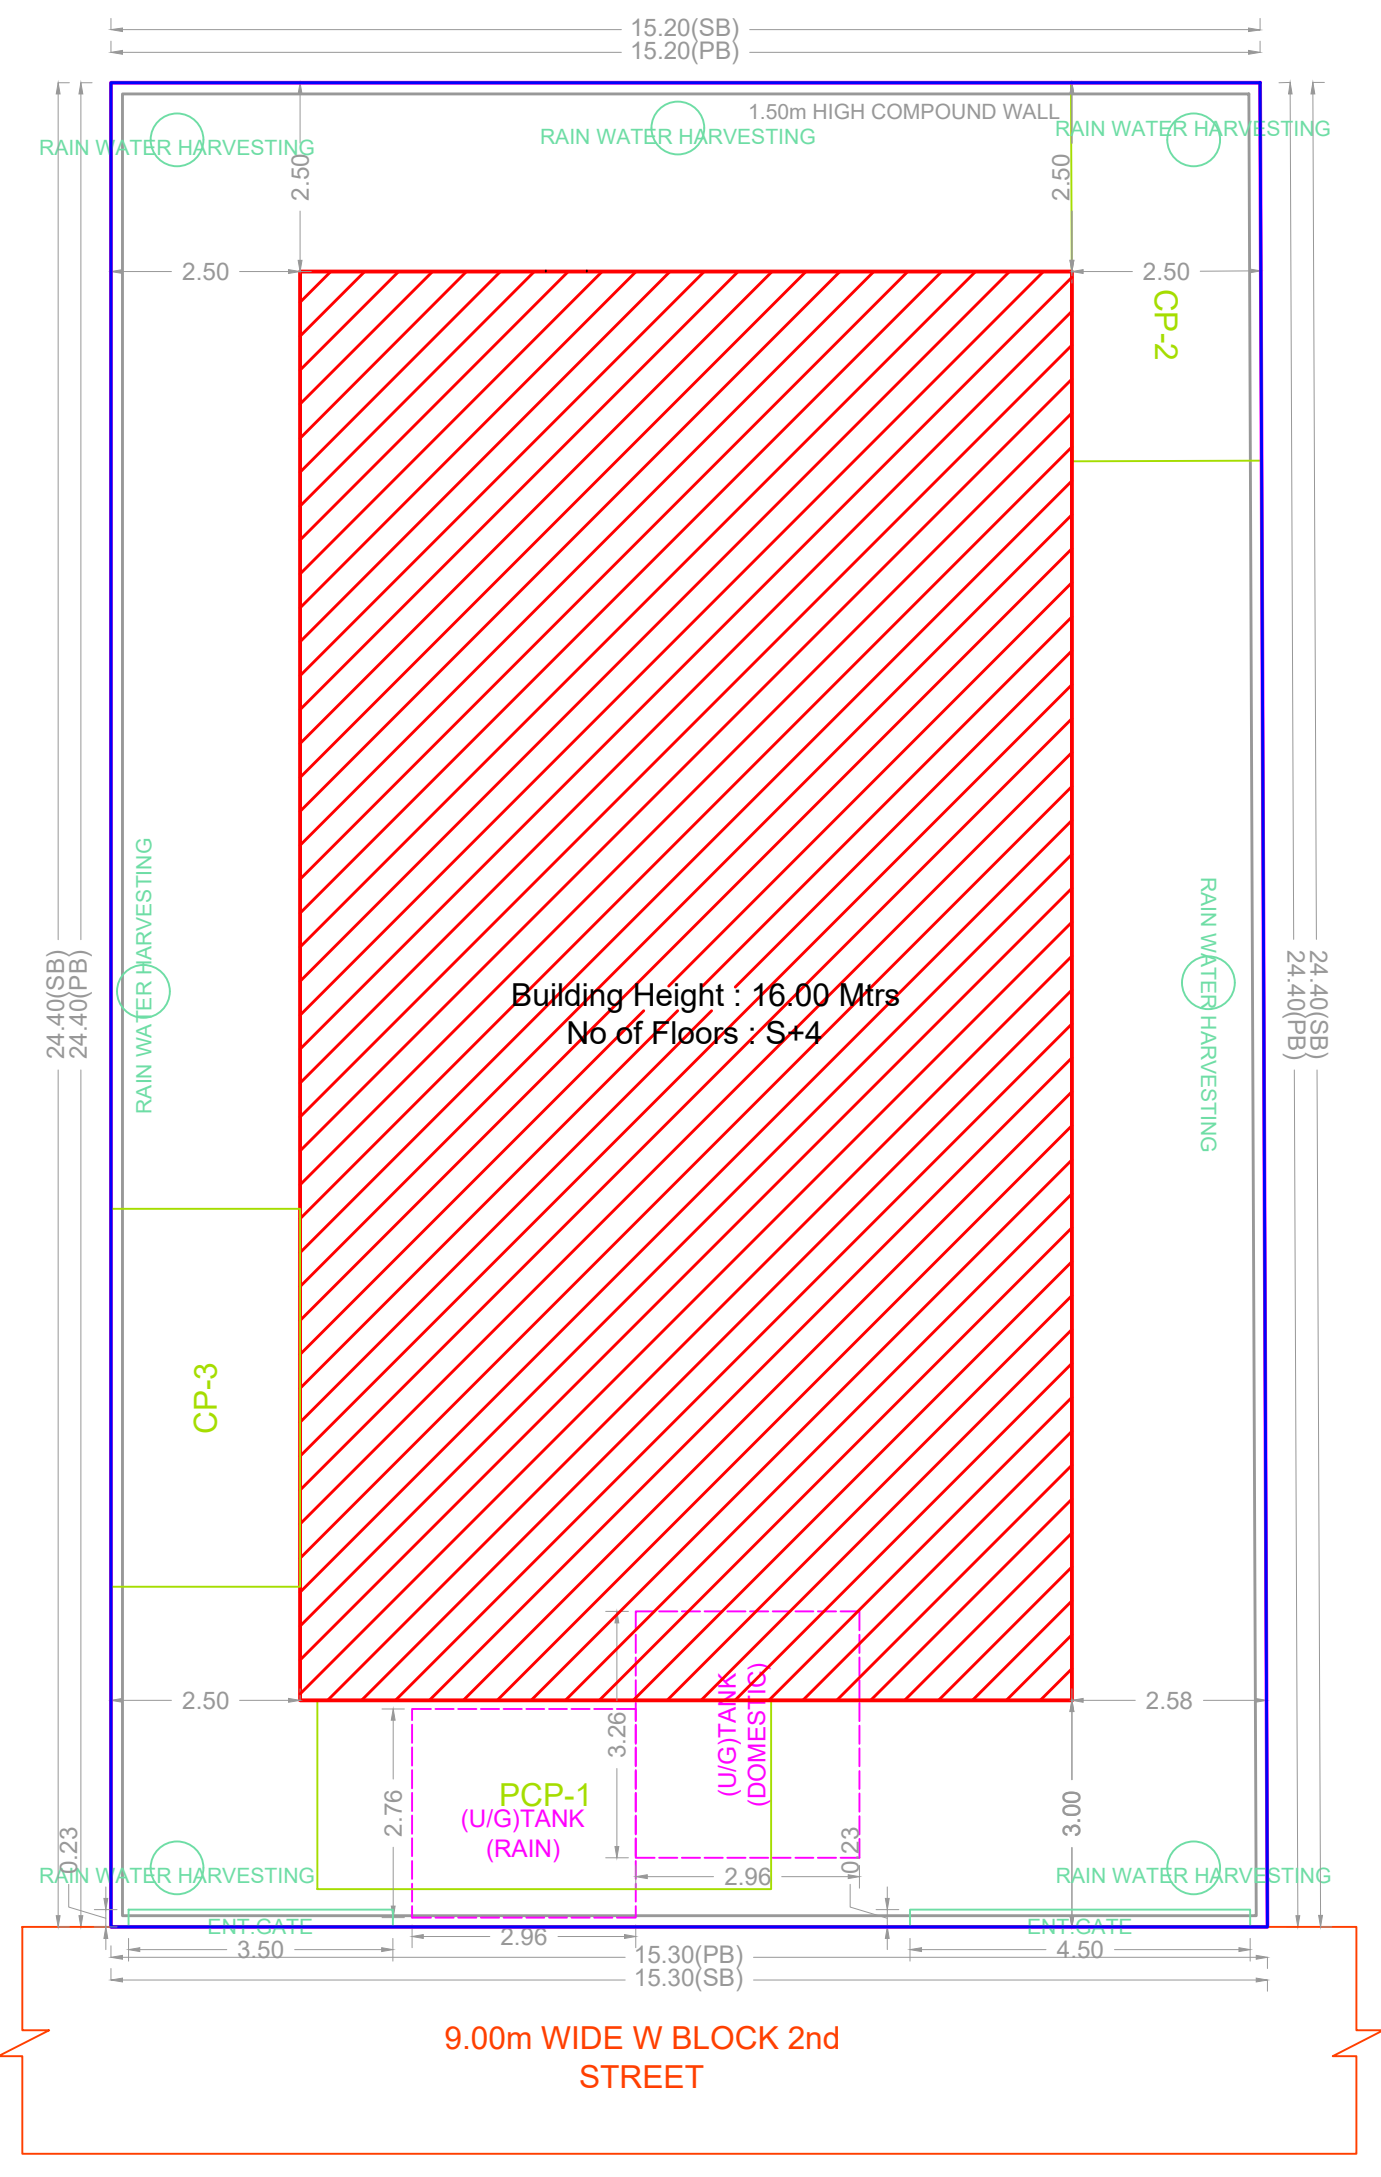 15.20(SB)
15.20(PB)
1.50m HIGH COMPOUND WALL
RAIN WATER HARVESTING
RAIN WATER HARVESTING
RAIN WATER HARVESTING
2.50
2.50
2.50
2.50
CP-2
RAIN WATER HARVESTING
RAIN WATER HARVESTING
24.40(SB)
24.40(PB)
24.40(PB)
24.40(SB)
Building Height : 16.00 Mtrs
No of Floors : S+4
CP-3
2.50
2.58
(U/G)TANK
(DOMESTIC)
3.26
2.76
PCP-1
(U/G)TANK
(RAIN)
3.00
0.23
0.23
RAIN WATER HARVESTING
2.96
RAIN WATER HARVESTING
ENT.GATE
ENT.GATE
3.50
2.96
4.50
15.30(PB)
15.30(SB)
9.00m WIDE W BLOCK 2nd
STREET